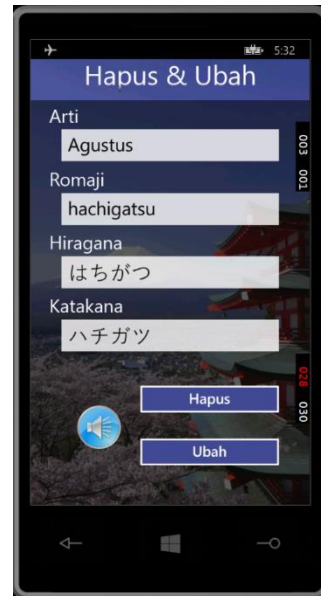 5:32
Hapus & Ubah
Arti
Agustus
003 001
Romaji
hachigatsu
Hiragana
はちがつ
Katakana
ハチガツ
028 030
Hapus
Ubah